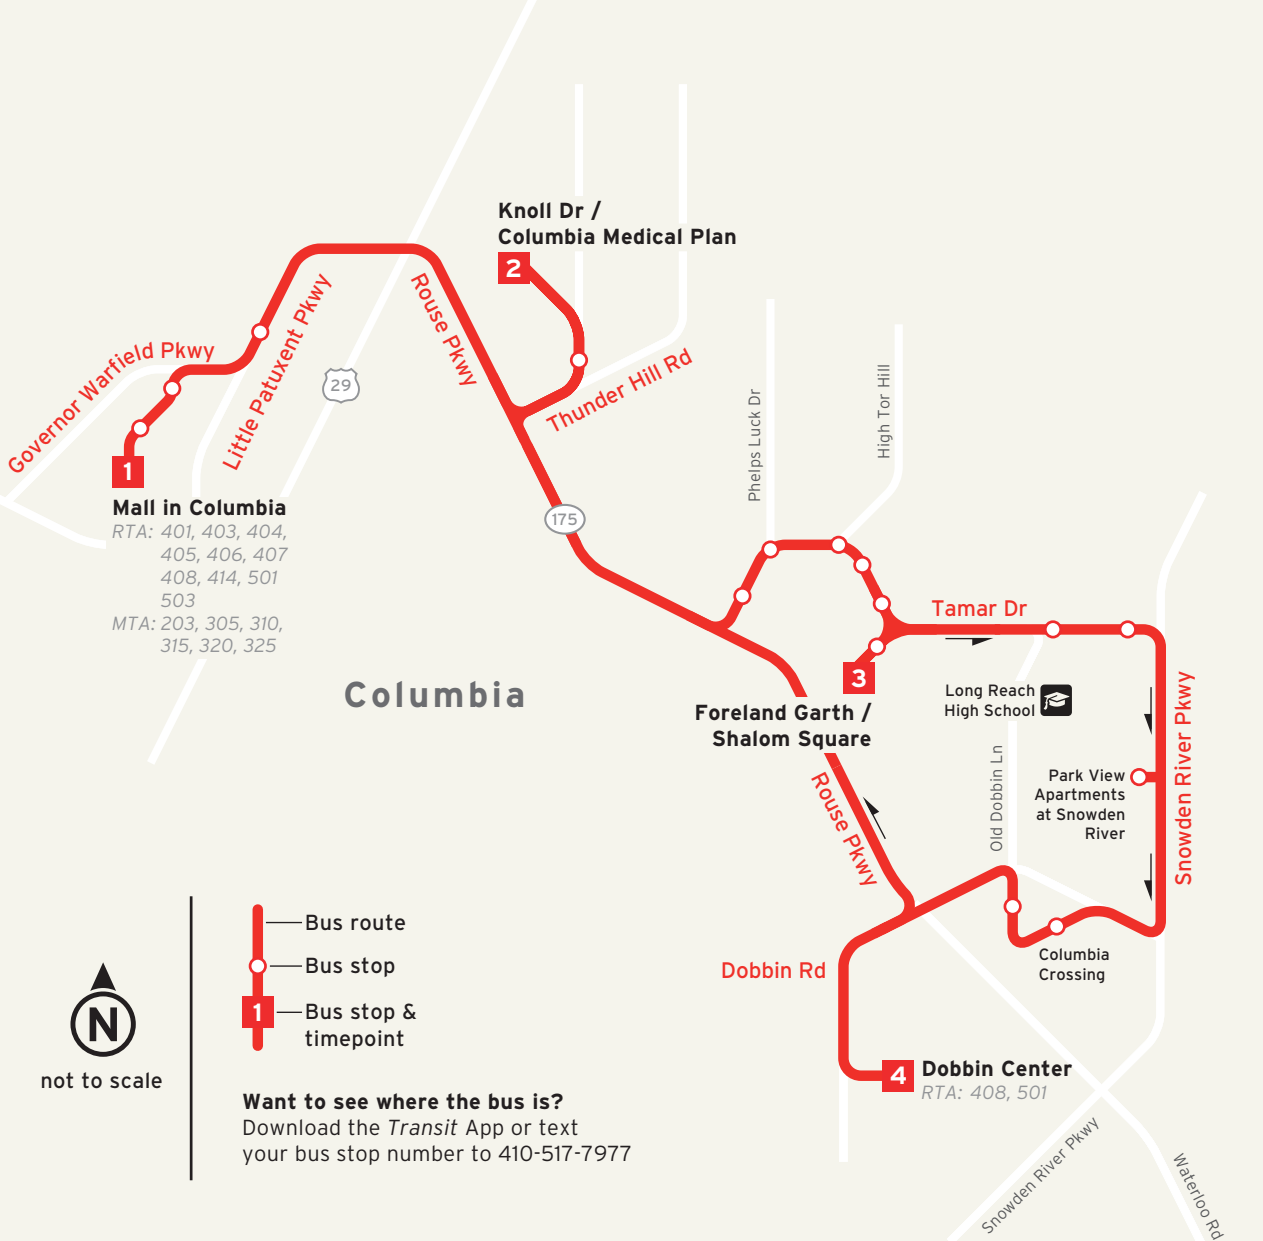 Knoll Dr /
Columbia Medical Plan
2
Rouse Pkwy
Little Patuxent Pkwy
Governor Warfield Pkwy
29
Thunder Hill Rd
1
Mall in Columbia
RTA: 401, 403, 404,
405, 406, 407
408, 414, 501
503
MTA: 203, 305, 310,
315, 320, 325
175
Phelps Luck Dr
High Tor Hill
Tamar Dr
3
Foreland Garth /
Shalom Square
Columbia
Long Reach
High School
Snowden River Pkwy
Old Dobbin Ln
Park View
Apartments
at Snowden
River
Rouse Pkwy
Columbia
Crossing
Dobbin Rd
4
Dobbin Center
RTA: 408, 501
Snowden River Pkwy
Waterloo Rd
N
not to scale
Bus route
Bus stop
1
Bus stop &
timepoint
Want to see where the bus is?
Download the Transit App or text
your bus stop number to 410-517-7977